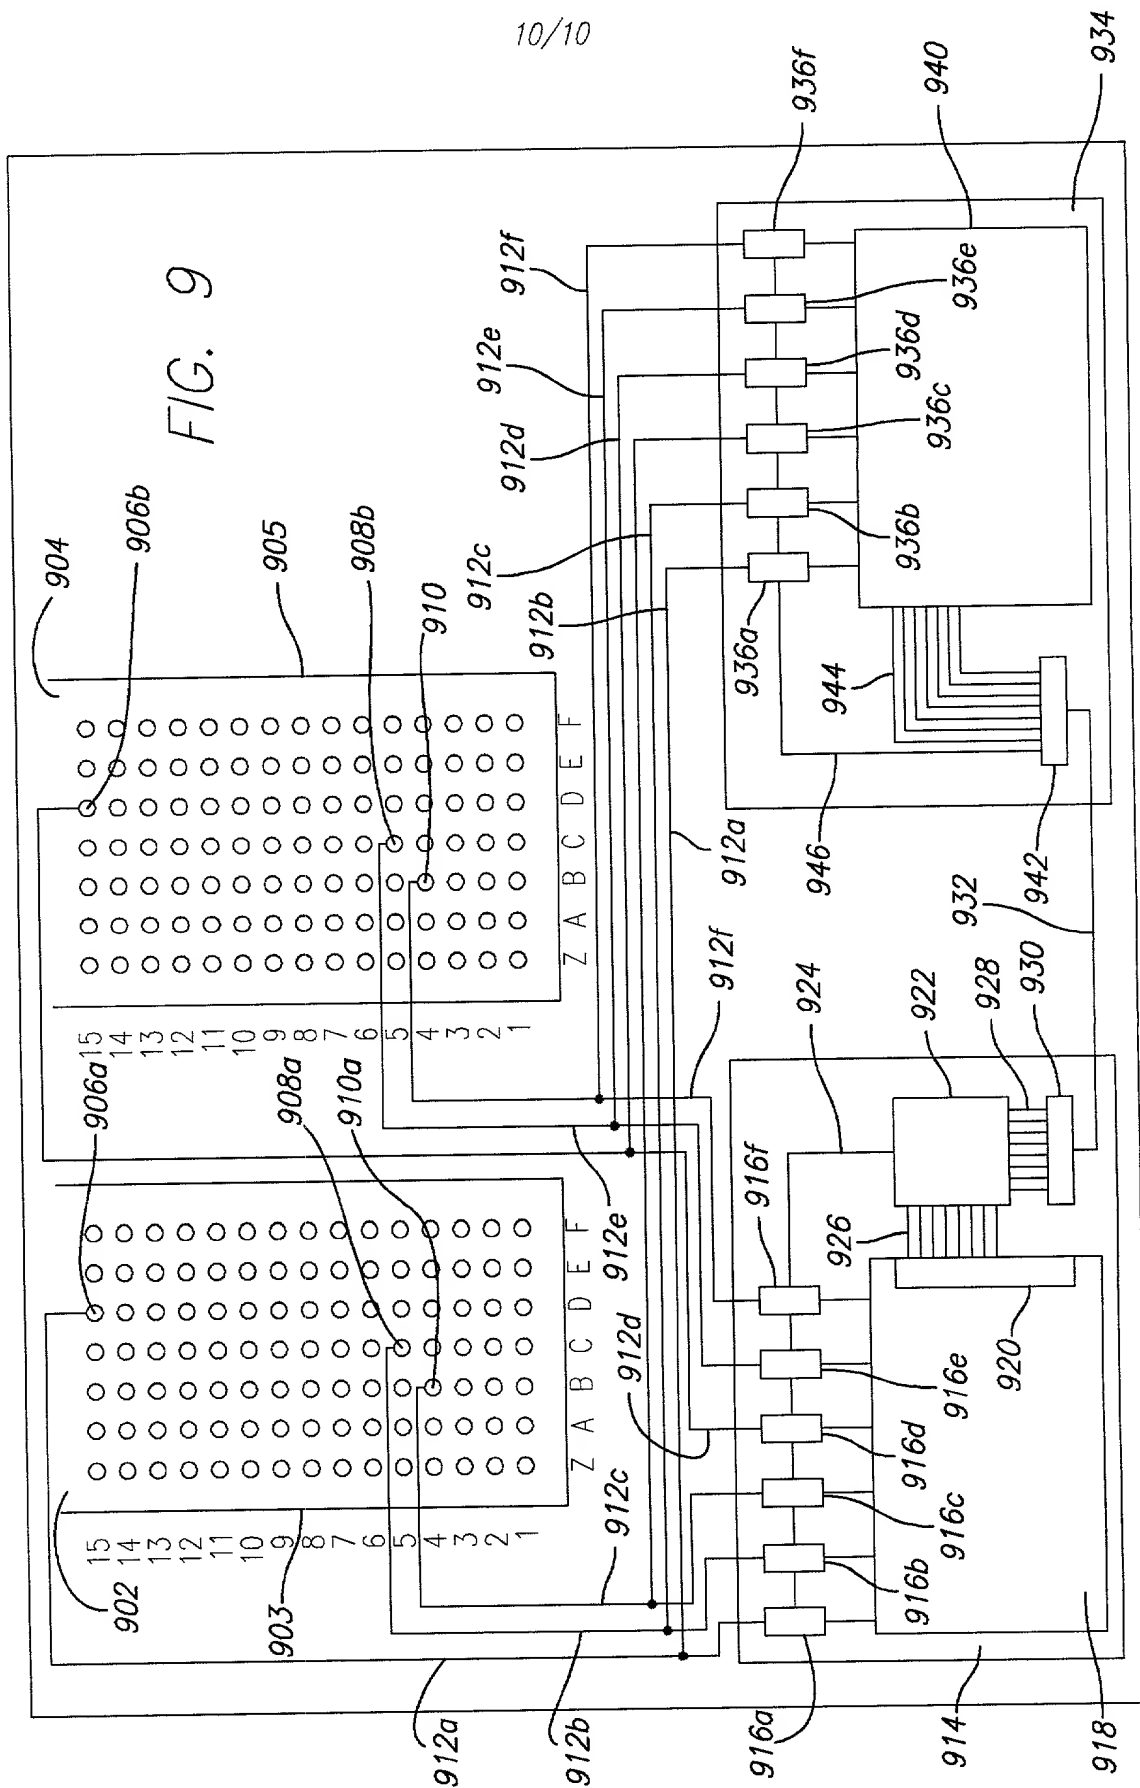 10/10
FIG. 9
904
906b
905
908b
910
15
14
13
12
11
10
9
8
7
6
5
4
3
2
1
Z A B C D E F
902
903
906a
908a
910a
15
14
13
12
11
10
9
8
7
6
5
4
3
2
1
Z A B C D E F
912a
912b
912c
912d
912e
912f
912a
912b
912c
912d
912e
912f
916a
916b
916c
916d
916e
916f
914
918
920
922
924
926
928
930
932
934
936a
936b
936c
936d
936e
936f
940
942
944
946